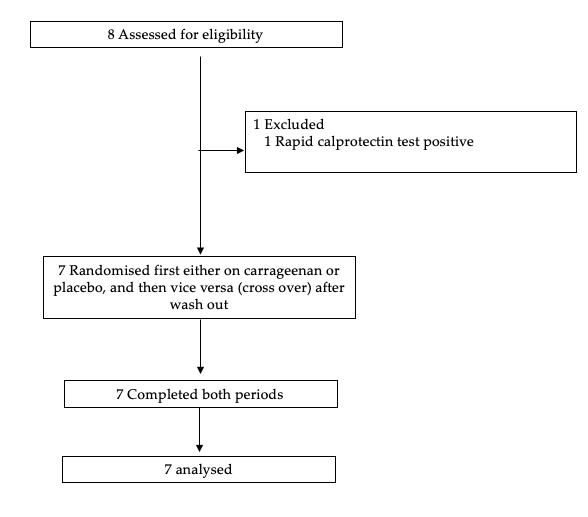 8 Assessed for eligibility
1 Excluded
1 Rapid calprotectin test positive
7 Randomised first either on carrageenan or
placebo, and then vice versa (cross over) after
wash out
7 Completed both periods
7 analysed